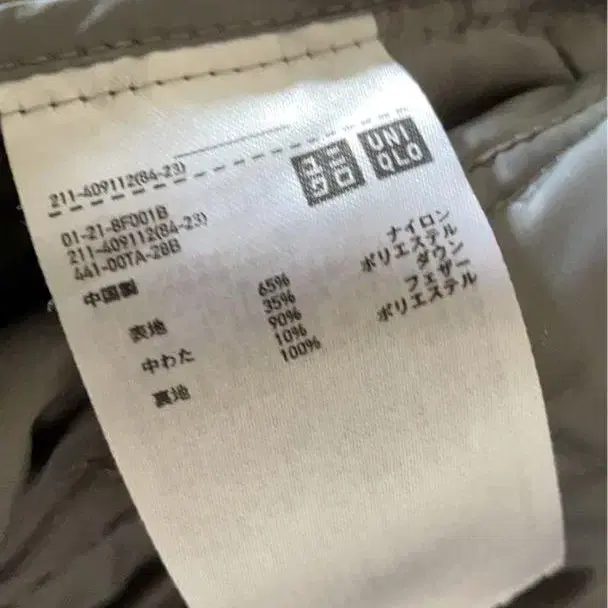 211-409112(84-23)
ユニクロ
UNIQLO
01-21-8F001B
211-409112(84-23)
441-00TA-28B
中国製
表地 65% ナイロン
35% ポリエステル
中わた 90% ダウン
10% フェザー
裏地 100% ポリエステル